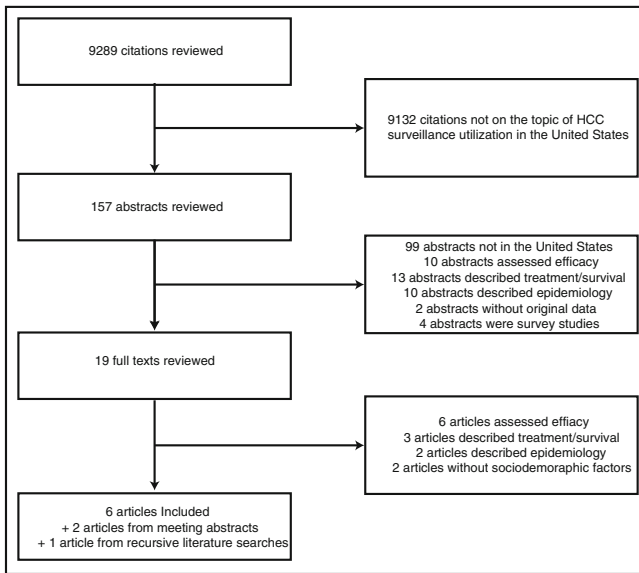 9289 citations reviewed
9132 citations not on the topic of HCC
surveillance utilization in the United States
157 abstracts reviewed
99 abstracts not in the United States
10 abstracts assessed efficacy
13 abstracts described treatment/survival
10 abstracts described epidemiology
2 abstracts without original data
4 abstracts were survey studies
19 full texts reviewed
6 articles assessed efficacy
3 articles described treatment/survival
2 articles described epidemiology
2 articles without sociodemoraphic factors
6 articles Included
+ 2 articles from meeting abstracts
+ 1 article from recursive literature searches